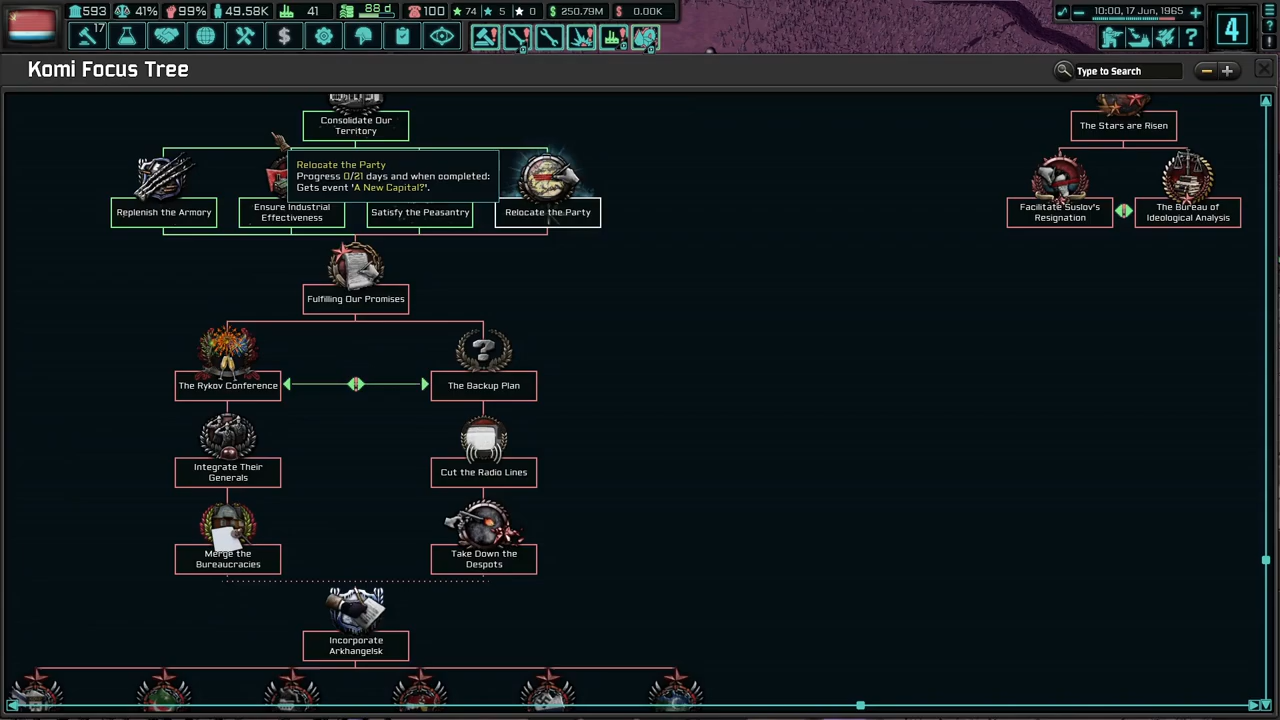 593 41% 99% 49.58K 41 88 d 100 74 5 0 250.79M 0.00K 10:00, 17 Jun, 1965
17
4
Komi Focus Tree
Type to Search
Consolidate Our
Territory
The Stars are Risen
Relocate the Party
Progress 0/21 days and when completed:
Gets event 'A New Capital?'.
Replenish the Armory
Ensure Industrial
Effectiveness
Satisfy the Peasantry
Relocate the Party
Facilitate Suslov's
Resignation
The Bureau of
Ideological Analysis
Fulfilling Our Promises
The Rykov Conference
The Backup Plan
Integrate Their
Generals
Cut the Radio Lines
Merge the
Bureaucracies
Take Down the
Despots
Incorporate
Arkhangelsk